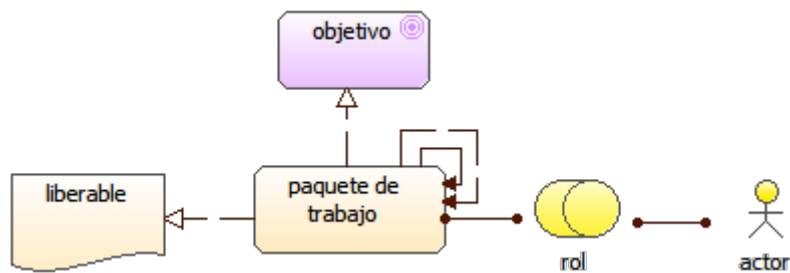 objetivo
liberable
paquete de
trabajo
rol
actor